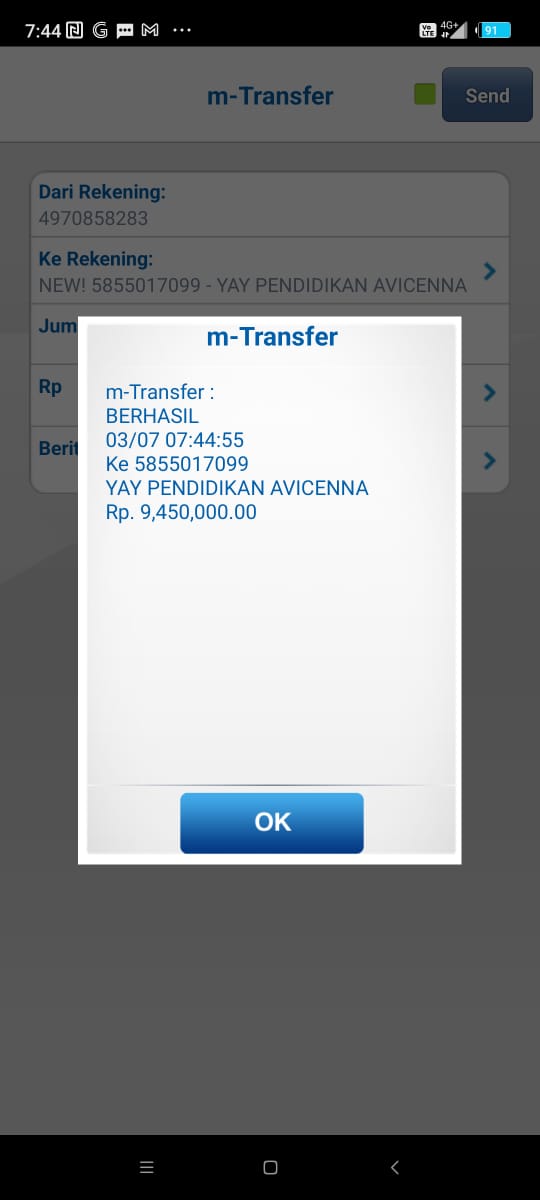 7:44
Vo LTE 4G+ 91
m-Transfer
Send
Dari Rekening:
4970858283
Ke Rekening:
NEW! 5855017099 - YAY PENDIDIKAN AVICENNA
Jum
Rp
Berit
m-Transfer
m-Transfer :
BERHASIL
03/07 07:44:55
Ke 5855017099
YAY PENDIDIKAN AVICENNA
Rp. 9,450,000.00
OK